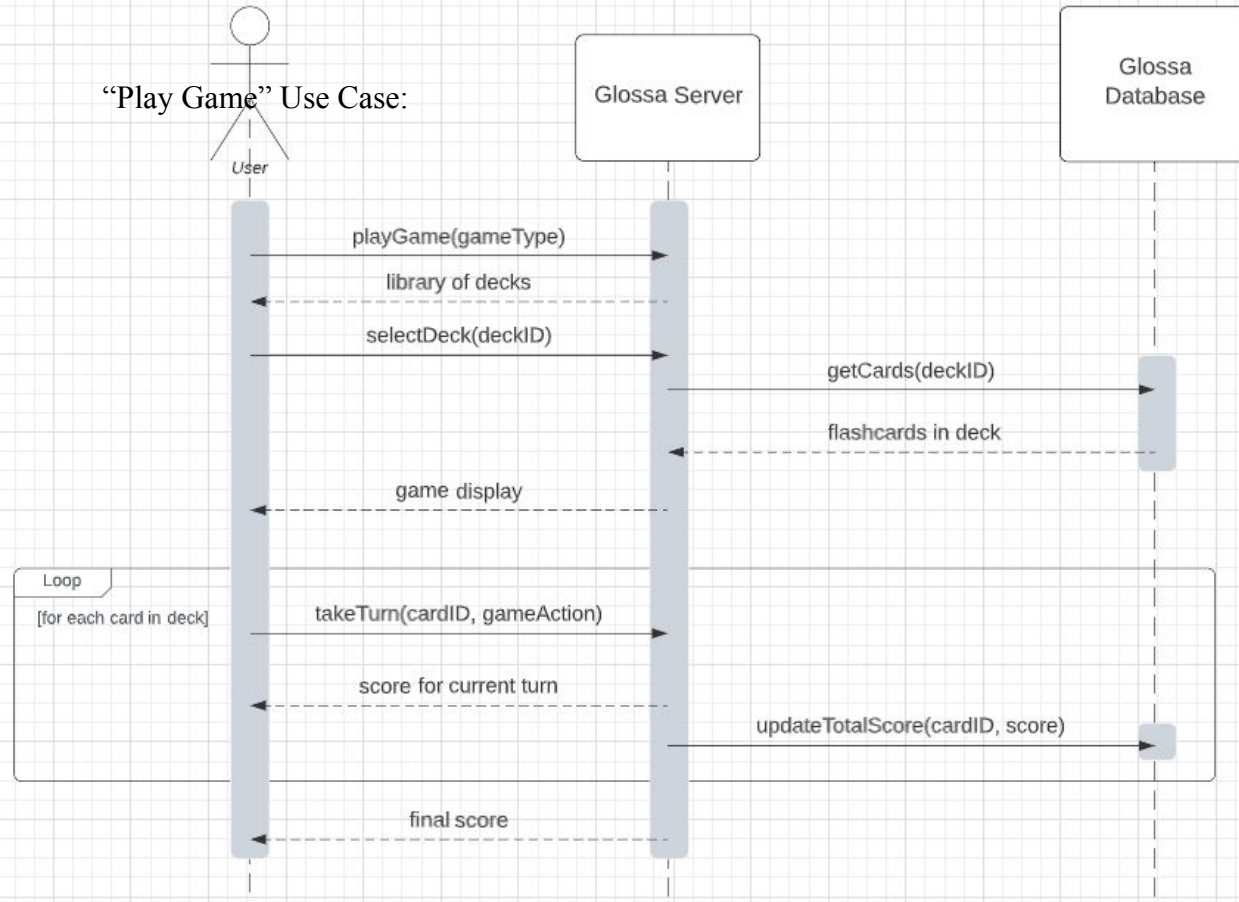 “Play Game” Use Case:
User
Glossa Server
Glossa
Database
playGame(gameType)
library of decks
selectDeck(deckID)
getCards(deckID)
flashcards in deck
game display
Loop
[for each card in deck]
takeTurn(cardID, gameAction)
score for current turn
updateTotalScore(cardID, score)
final score